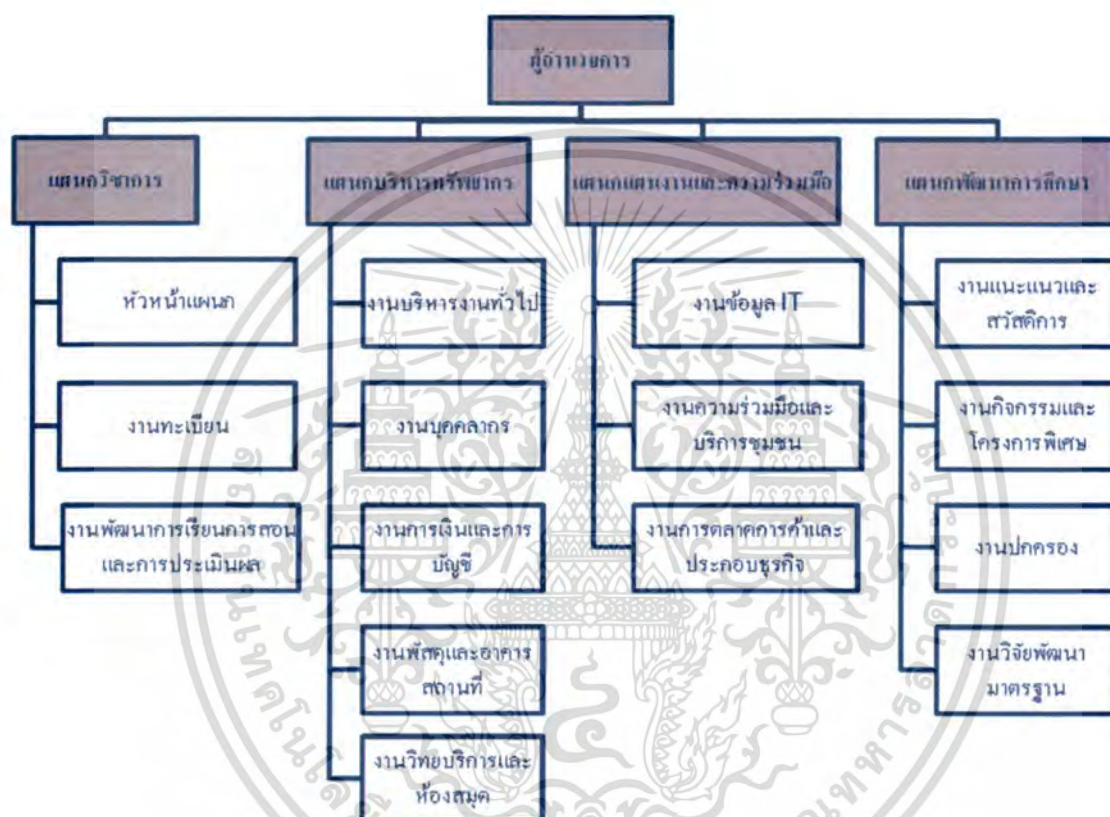 ผู้อำนวยการ
แผนกวิชาการ
แผนกบริหารทรัพยากร
แผนกแผนงานและความร่วมมือ
แผนกพัฒนาการศึกษา
หัวหน้าแผนก
งานทะเบียน
งานพัฒนาการเรียนการสอน
และการประเมินผล
งานบริหารงานทั่วไป
งานบุคคลากร
งานการเงินและการ
บัญชี
งานพัสดุและอาคาร
สถานที่
งานวิทยบริการและ
ห้องสมุด
งานข้อมูล IT
งานความร่วมมือและ
บริการชุมชน
งานการตลาดการค้าและ
ประกอบธุรกิจ
งานแนะแนวและ
สวัสดิการ
งานกิจกรรมและ
โครงการพิเศษ
งานปกครอง
งานวิจัยพัฒนา
มาตรฐาน